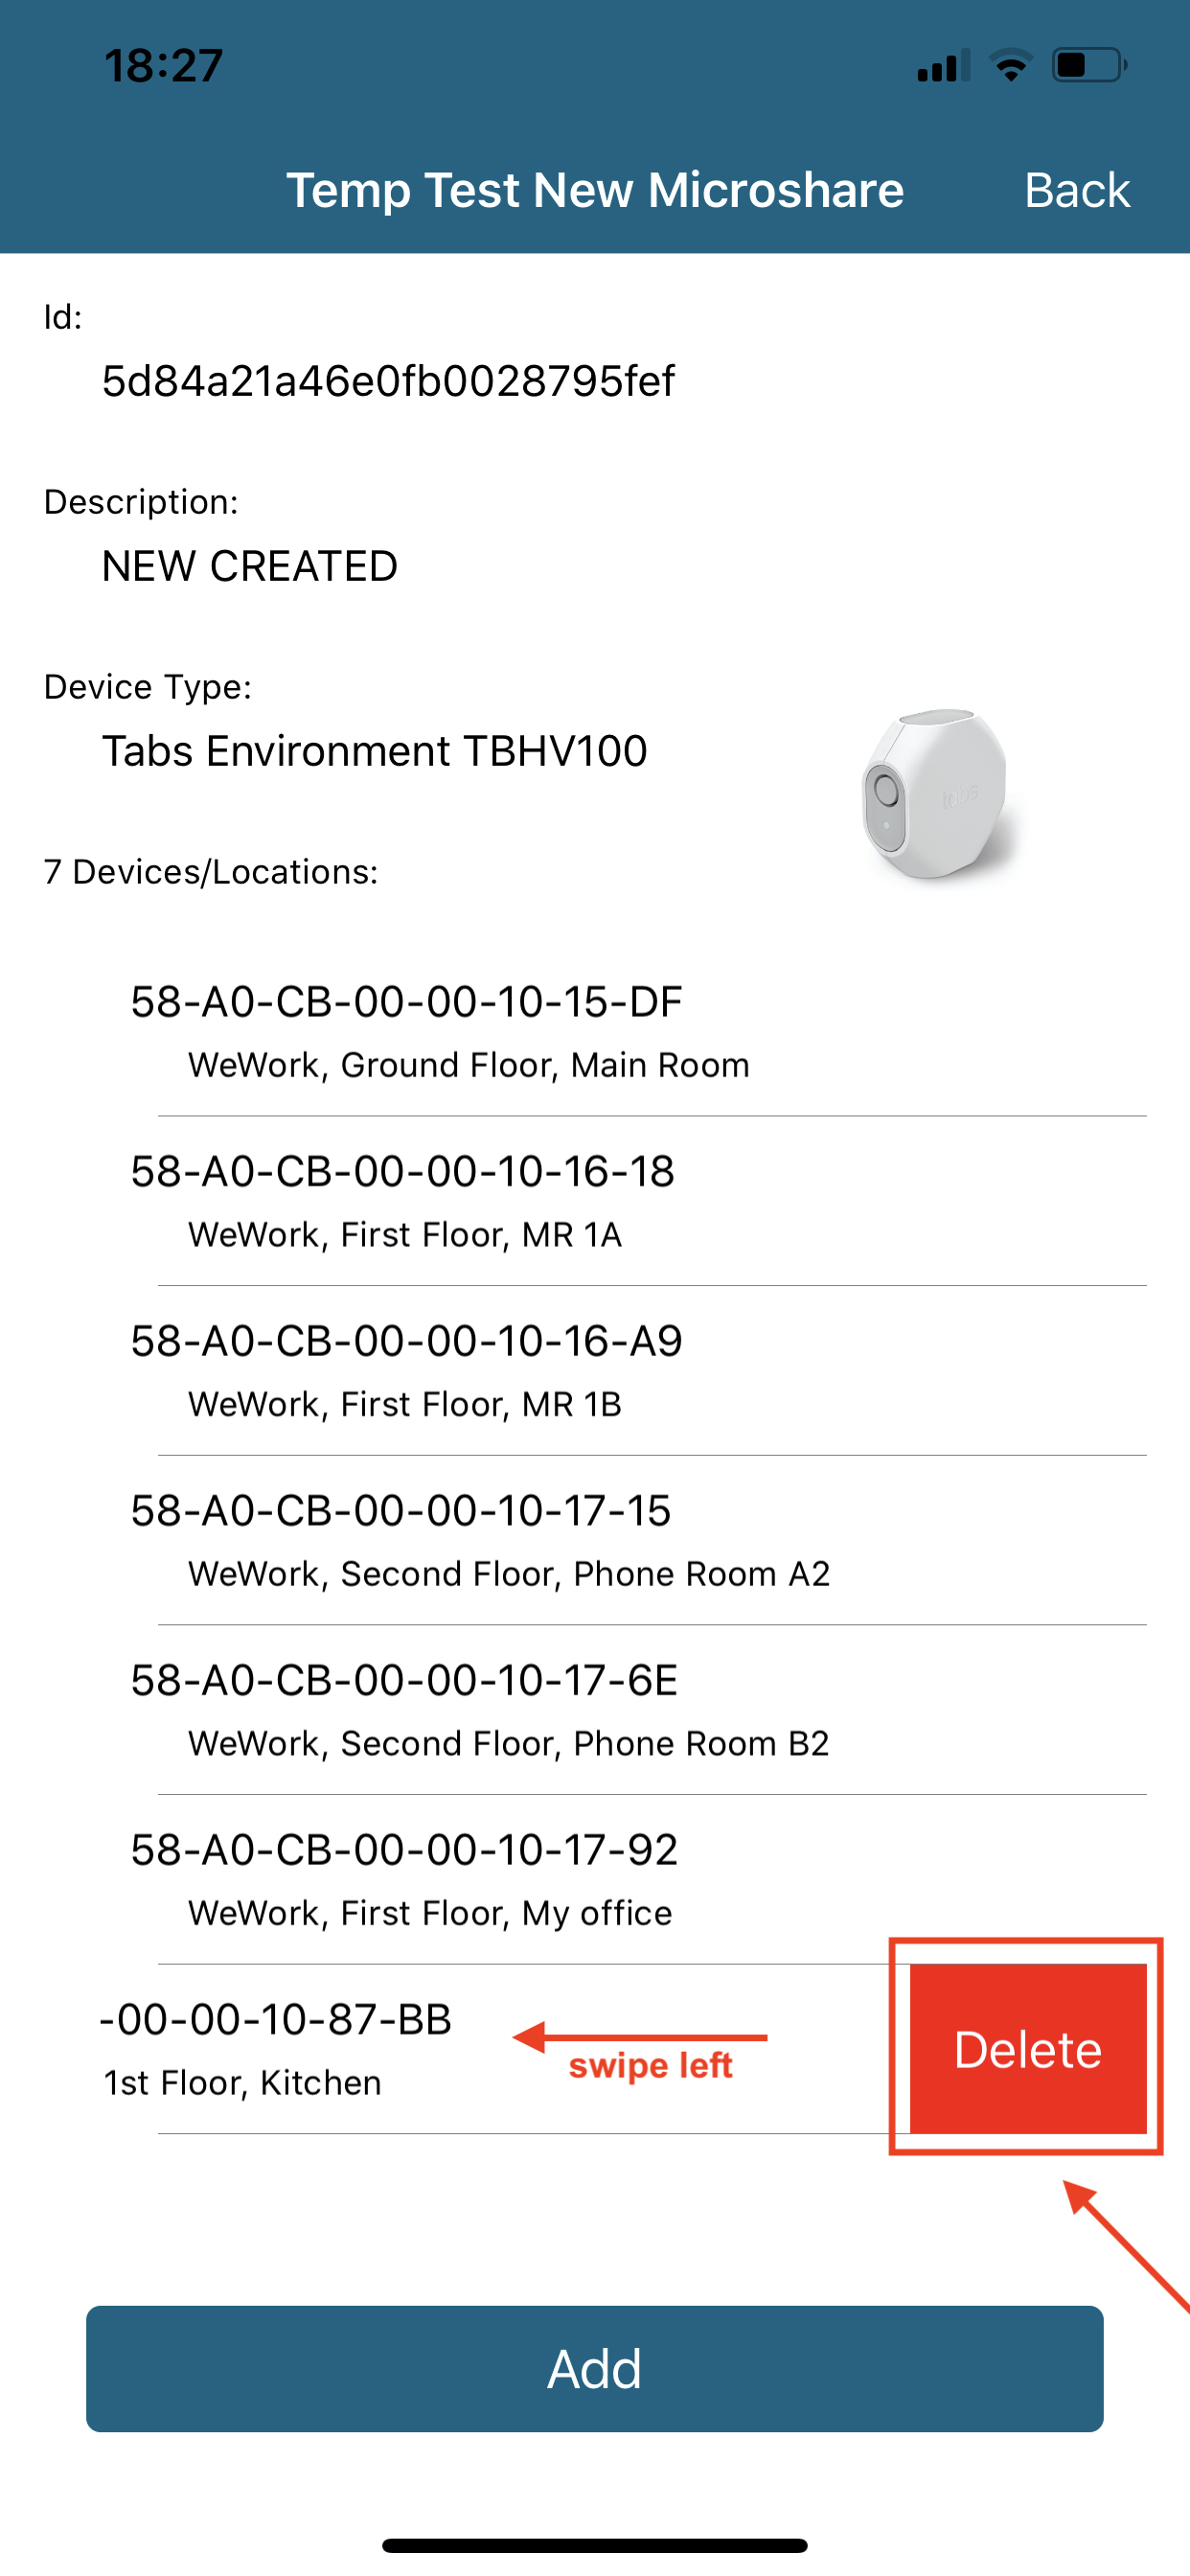 18:27
Temp Test New Microshare Back
Id:
5d84a21a46e0fb0028795fef
Description:
NEW CREATED
Device Type:
Tabs Environment TBHV100
tabs
7 Devices/Locations:
58-A0-CB-00-00-10-15-DF
WeWork, Ground Floor, Main Room
58-A0-CB-00-00-10-16-18
WeWork, First Floor, MR 1A
58-A0-CB-00-00-10-16-A9
WeWork, First Floor, MR 1B
58-A0-CB-00-00-10-17-15
WeWork, Second Floor, Phone Room A2
58-A0-CB-00-00-10-17-6E
WeWork, Second Floor, Phone Room B2
58-A0-CB-00-00-10-17-92
WeWork, First Floor, My office
-00-00-10-87-BB
1st Floor, Kitchen
swipe left
Delete
Add